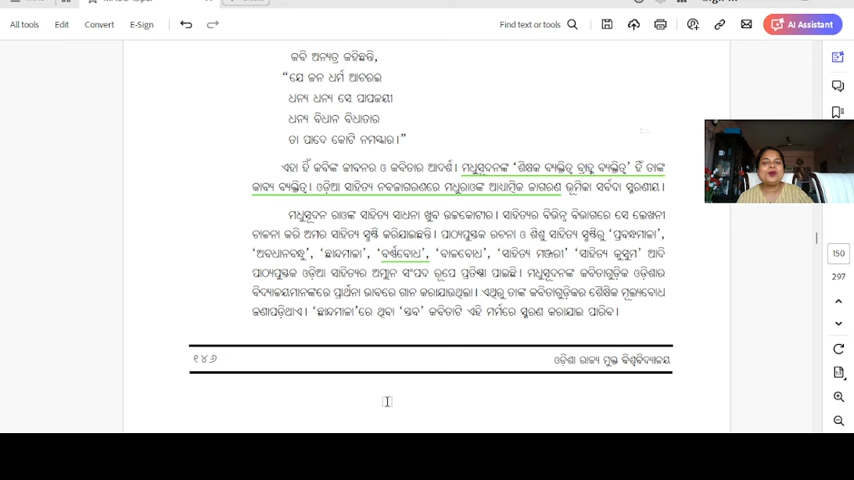 All tools Edit Convert E-Sign Find text or tools AI Assistant
କବି ଅନ୍ୟତ୍ର କହିଛନ୍ତି,
“ଯେ ଜନ ଧର୍ମ ଆଚରଇ
ଧନ୍ୟ ଧନ୍ୟ ସେ ପାପଜୟୀ
ଧନ୍ୟ ବିଧାନ ବିଧାତାର
ତା ପାଦେ କୋଟି ନମସ୍କାର।”
ଏହା ହିଁ କବିଙ୍କ ଜୀବନର ଓ କବିତାର ଆଦର୍ଶ। ମଧୁସୂଦନଙ୍କ ‘ଶିକ୍ଷକ ବ୍ୟକ୍ତିତ୍ୱ ବ୍ରାହ୍ମ ବ୍ୟକ୍ତିତ୍ୱ’ ହିଁ ତାଙ୍କ
କାବ୍ୟ ବ୍ୟକ୍ତିତ୍ୱ। ଓଡ଼ିଆ ସାହିତ୍ୟ ନବଜାଗରଣରେ ମଧୁରାଓଙ୍କ ଆଧ୍ୟାତ୍ମିକ ଜାଗରଣ ଭୂମିକା ସର୍ବଦା ସ୍ମରଣୀୟ।
ମଧୁସୂଦନ ରାଓଙ୍କ ସାହିତ୍ୟ ସାଧନା ଖୁବ ଉଚ୍ଚକୋଟୀର। ସାହିତ୍ୟର ବିଭିନ୍ନ ବିଭାଗରେ ସେ ଲେଖନୀ
ଚାଳନା କରି ଅମର ସାହିତ୍ୟ ସୃଷ୍ଟି କରିଯାଇଛନ୍ତି। ପାଠ୍ୟପୁସ୍ତକ ରଚନା ଓ ଶିଶୁ ସାହିତ୍ୟ ସୃଷ୍ଟିରୁ ‘ପ୍ରବନ୍ଧମାଳା’,
‘ଅବଧାନବନ୍ଧୁ’, ‘ଛାନ୍ଦମାଳା’, ‘ବର୍ଣ୍ଣବୋଧ’, ‘ବାଳବୋଧ’, ‘ସାହିତ୍ୟ ମଞ୍ଜରୀ’ ‘ସାହିତ୍ୟ କୁସୁମ’ ଆଦି
ପାଠ୍ୟପୁସ୍ତକ ଓଡ଼ିଆ ସାହିତ୍ୟର ଅମ୍ଳାନ ସଂପଦ ରୂପେ ପ୍ରତିଷ୍ଠା ପାଇଛି। ମଧୁସୂଦନଙ୍କ କବିତାଗୁଡ଼ିକ ଓଡ଼ିଶାର
ବିଦ୍ୟାଳୟମାନଙ୍କରେ ପ୍ରାର୍ଥନା ଭାବରେ ଗାନ କରାଯାଉଥିଲା। ଏଥିରୁ ତାଙ୍କ କବିତାଗୁଡ଼ିକର ଶୈକ୍ଷିକ ମୂଲ୍ୟବୋଧ
ଜଣାପଡ଼ିଥାଏ। ‘ଛାନ୍ଦମାଳା’ରେ ଥିବା ‘ସ୍ତବ’ କବିତାଟି ଏହି ମର୍ମରେ ସ୍ମରଣ କରାଯାଇ ପାରିବ।
୧୪୬ ଓଡ଼ିଶା ରାଜ୍ୟ ମୁକ୍ତ ବିଶ୍ୱବିଦ୍ୟାଳୟ
150
297